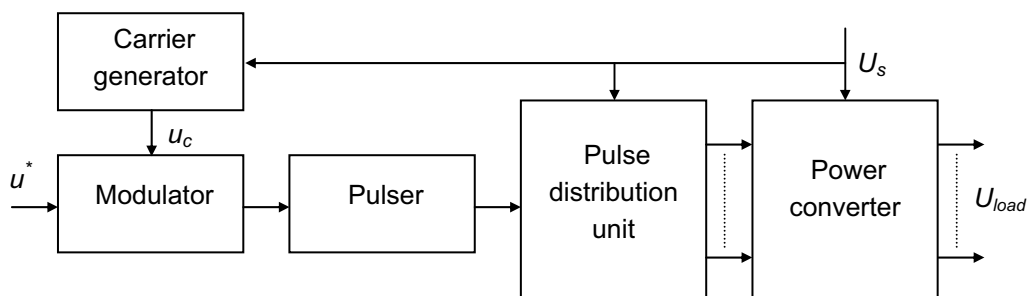 Carrier
generator
U_s
u_c
u^*
Modulator
Pulser
Pulse
distribution
unit
Power
converter
U_load